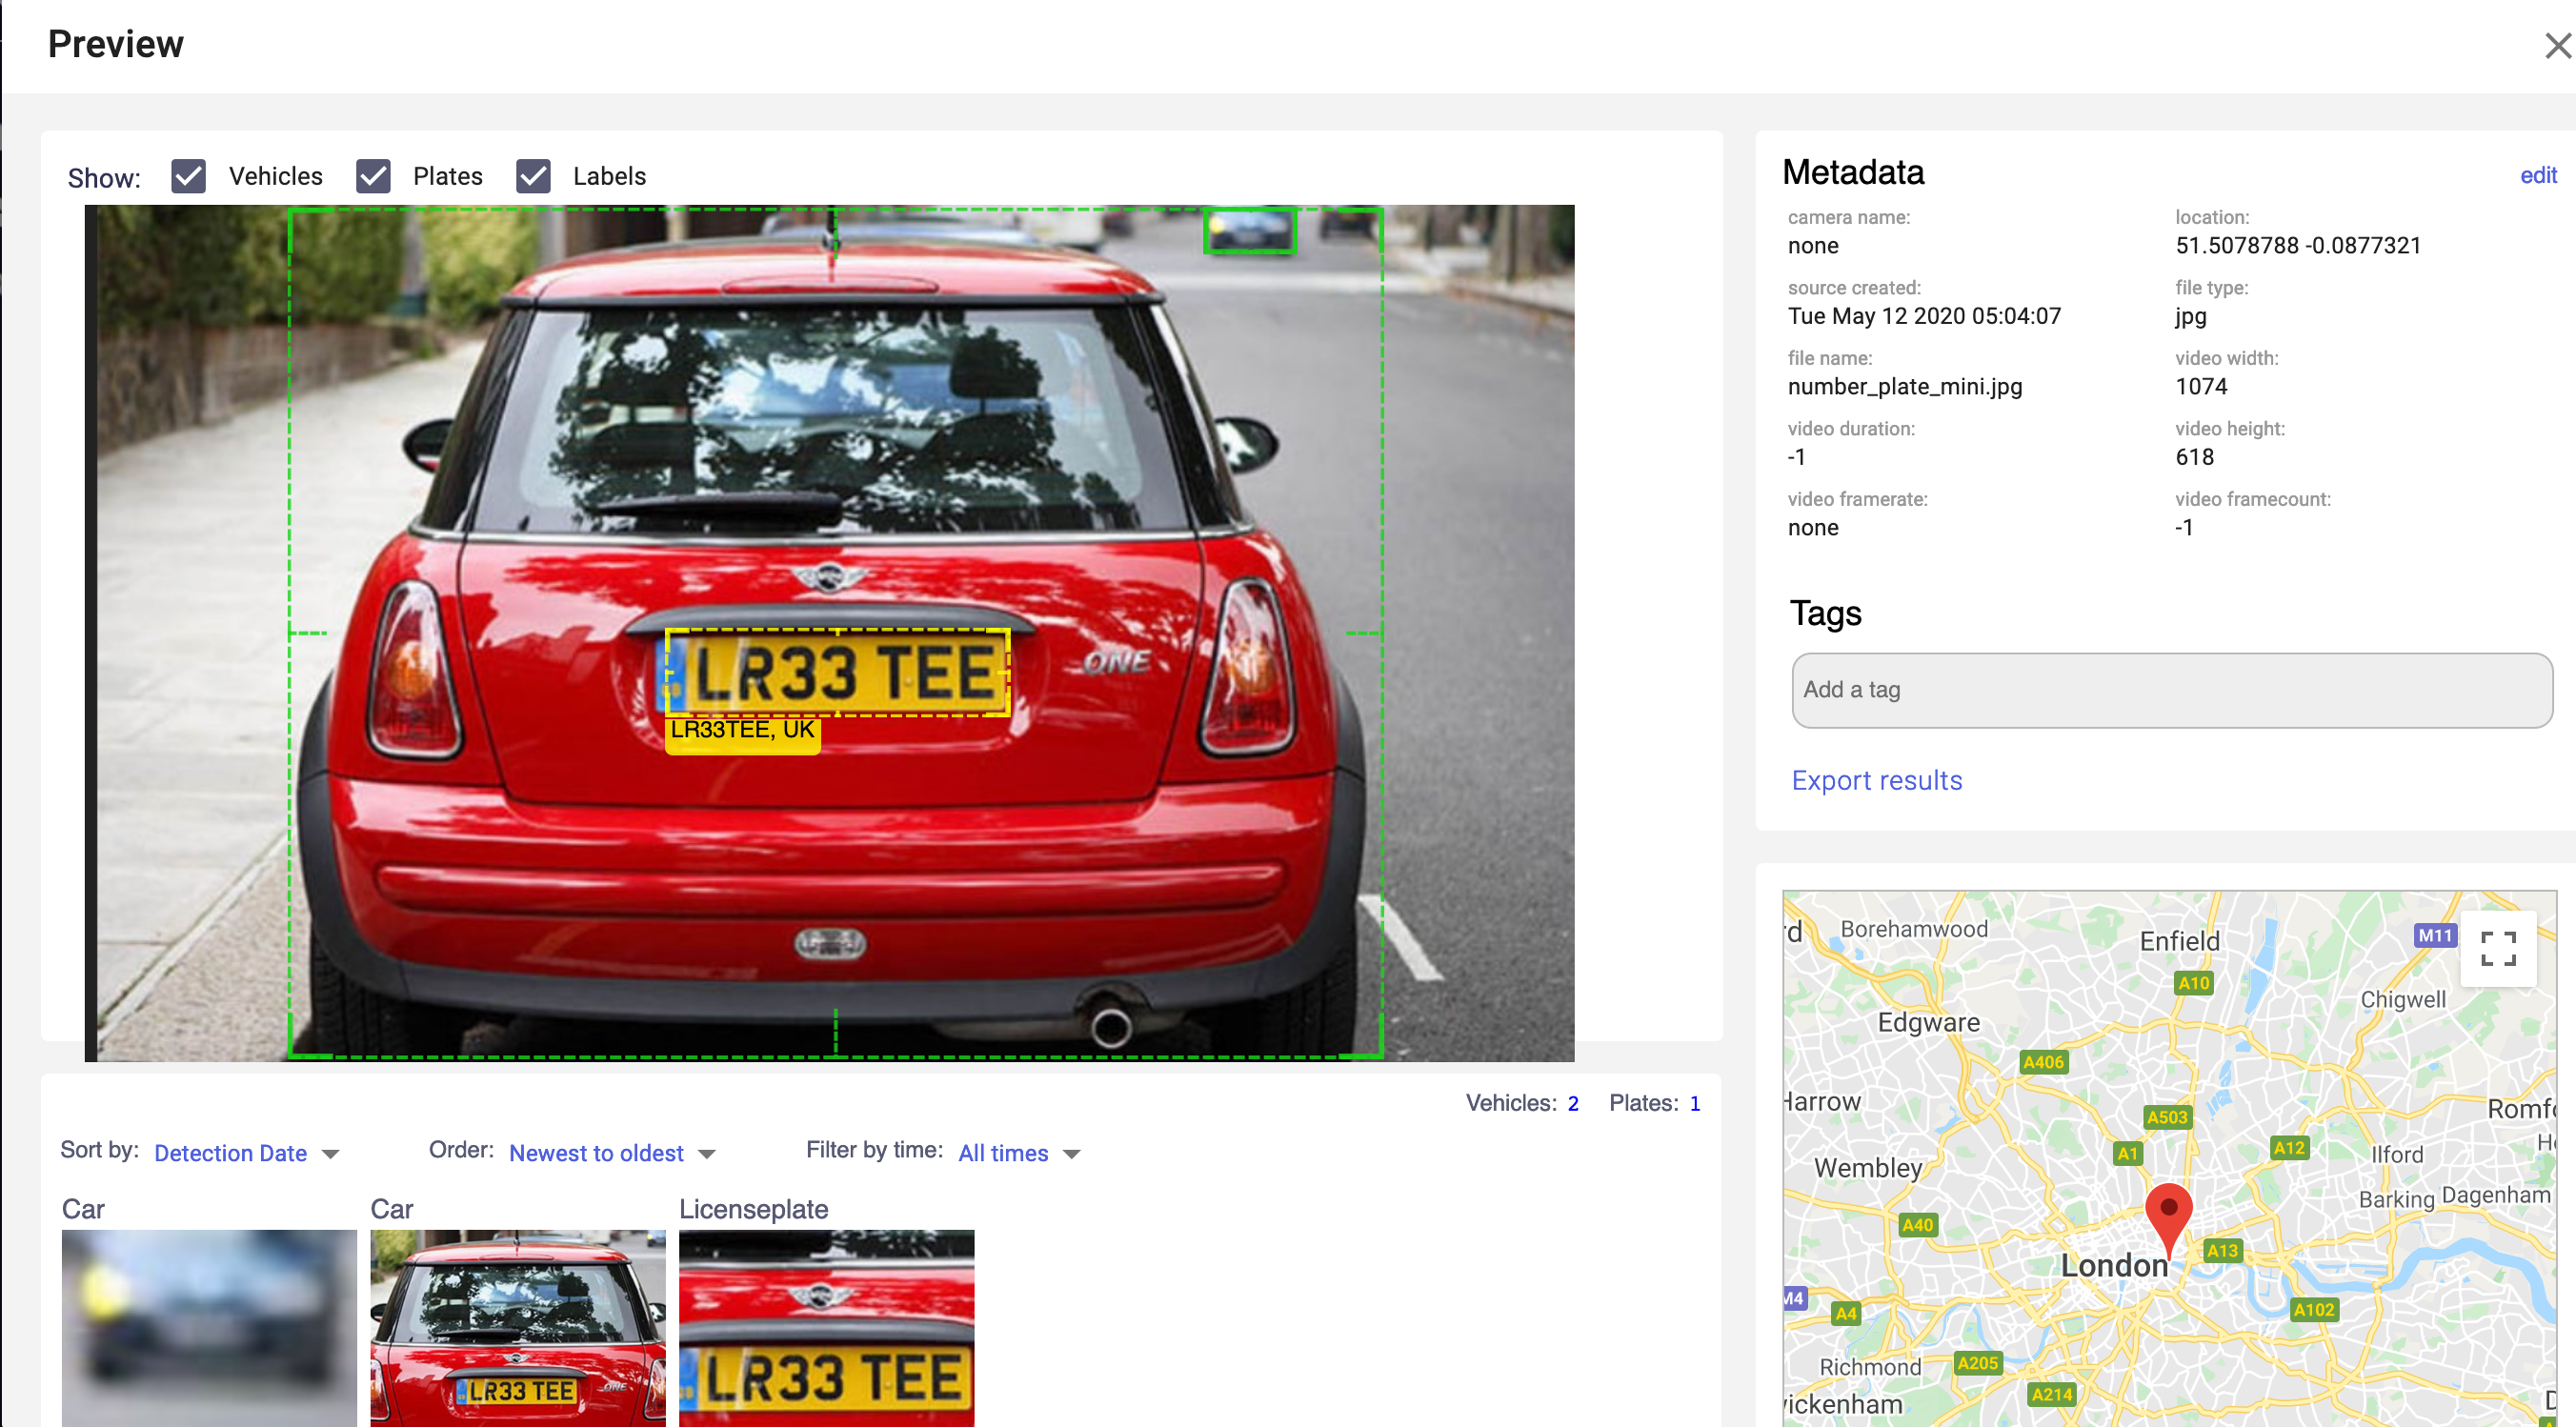 Preview
Show: Vehicles Plates Labels
LR33 TEE
ONE
LR33TEE, UK
Metadata
edit
camera name:
none
location:
51.5078788 -0.0877321
source created:
Tue May 12 2020 05:04:07
file type:
jpg
file name:
number_plate_mini.jpg
video width:
1074
video duration:
-1
video height:
618
video framerate:
none
video framecount:
-1
Tags
Add a tag
Export results
Vehicles: 2 Plates: 1
Sort by: Detection Date Order: Newest to oldest Filter by time: All times
Car Car Licenseplate
LR33 TEE ONE
LR33 TEE
Borehamwood
Enfield
M11
A10
Chigwell
Edgware
A406
Harrow
A503
A1
A12
Ilford
Wembley
Barking Dagenham
A40
London
A13
M4
A4
A102
Richmond
A205
A214